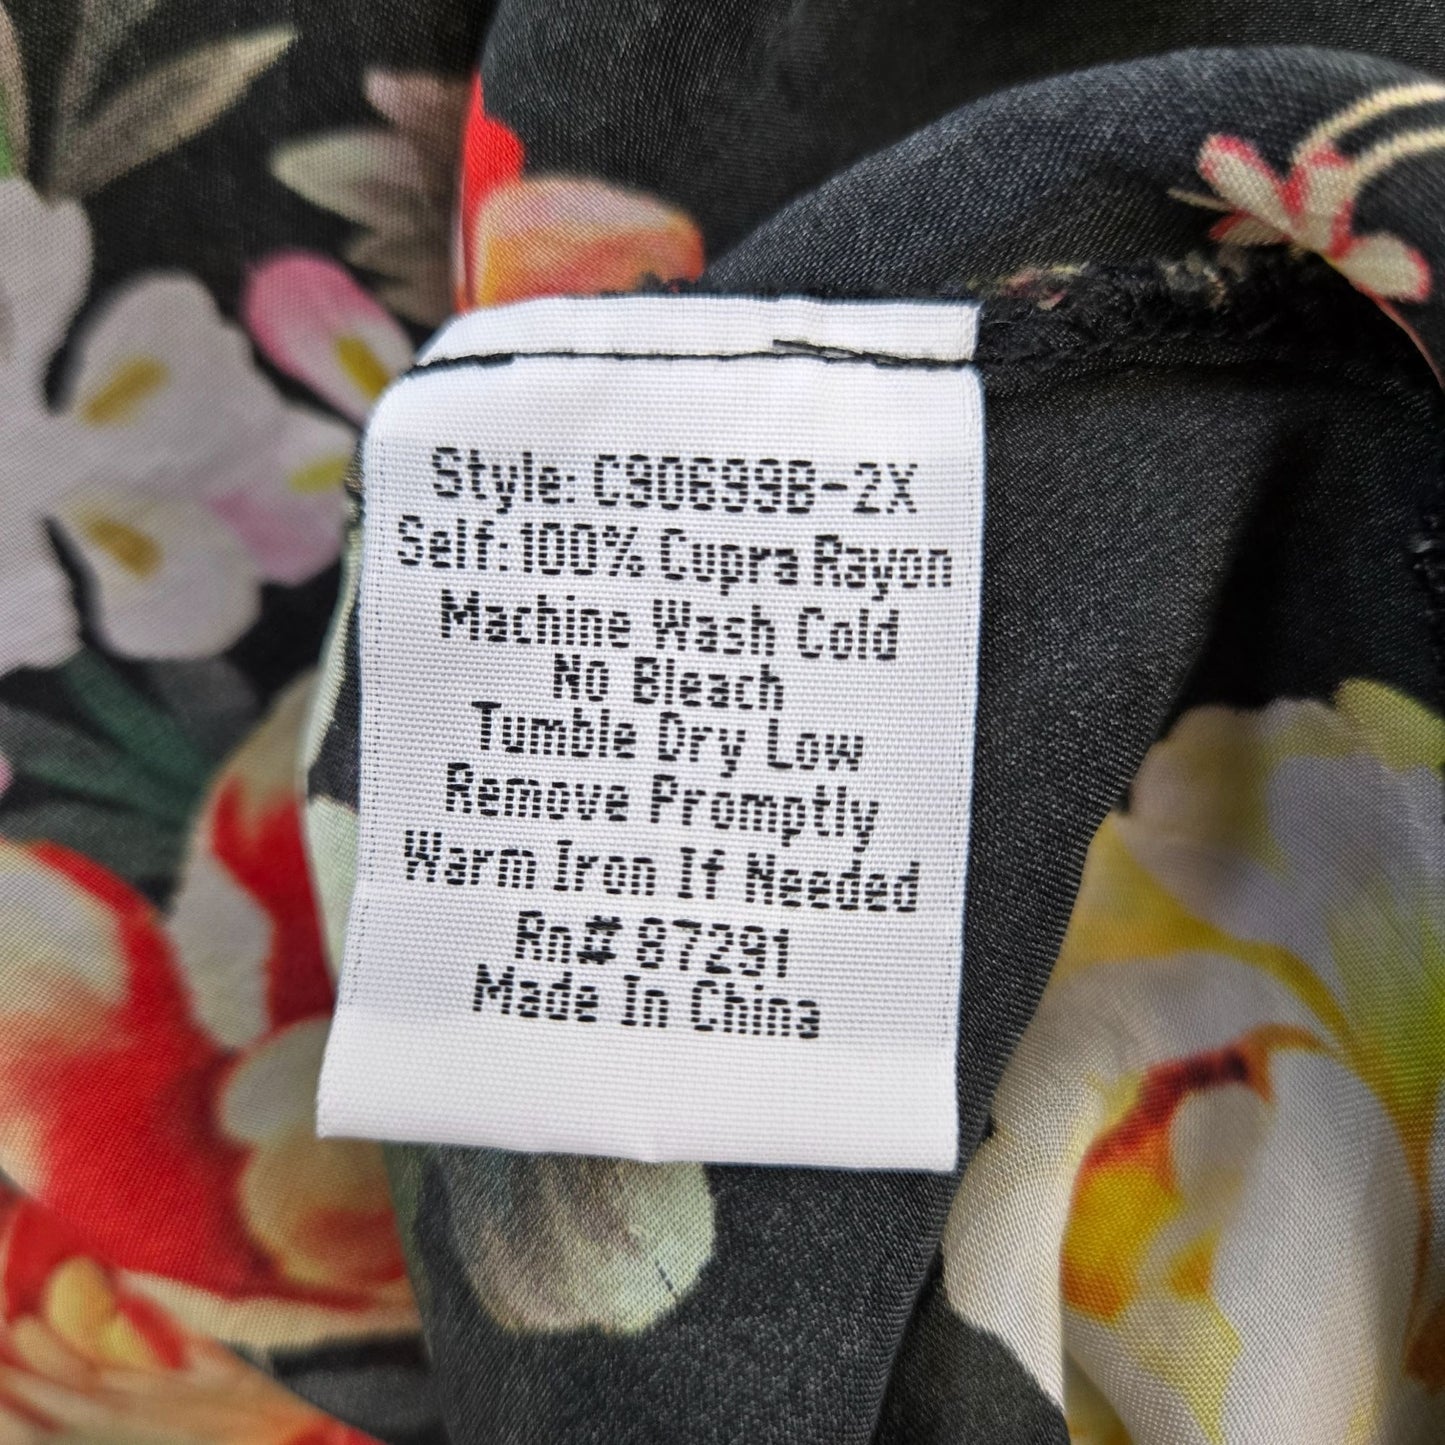 Style: C90699B-2X
Self: 100% Cupra Rayon
Machine Wash Cold
No Bleach
Tumble Dry Low
Remove Promptly
Warm Iron If Needed
Rn# 87291
Made In China